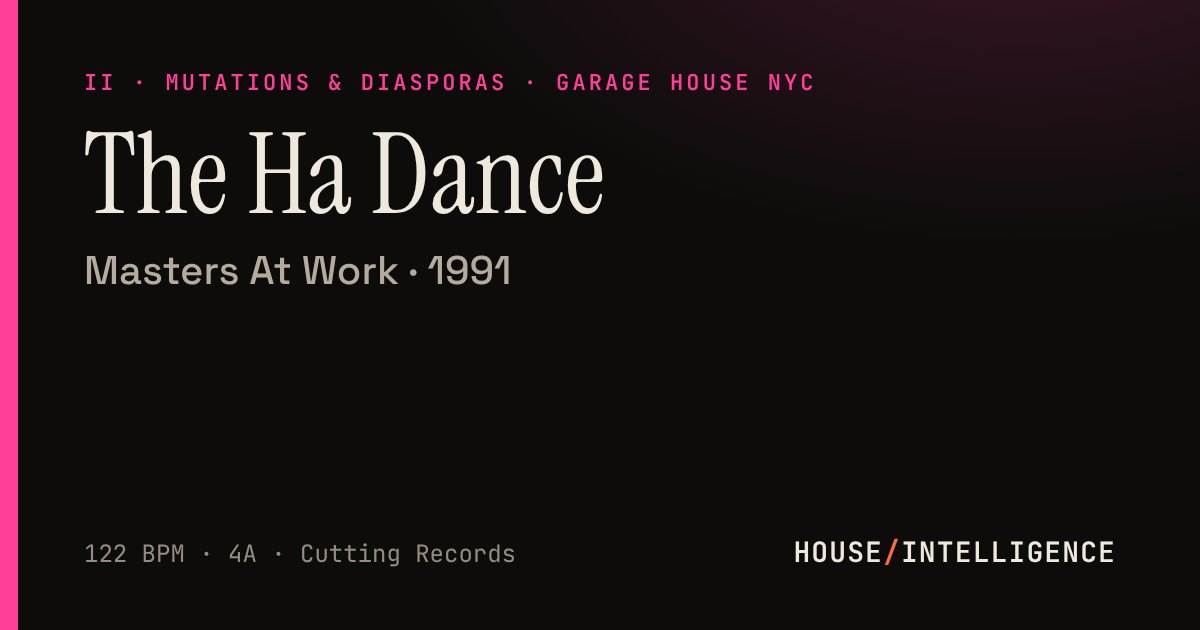 II · MUTATIONS & DIASPORAS · GARAGE HOUSE NYC
The Ha Dance
Masters At Work · 1991
122 BPM · 4A · Cutting Records
HOUSE/INTELLIGENCE